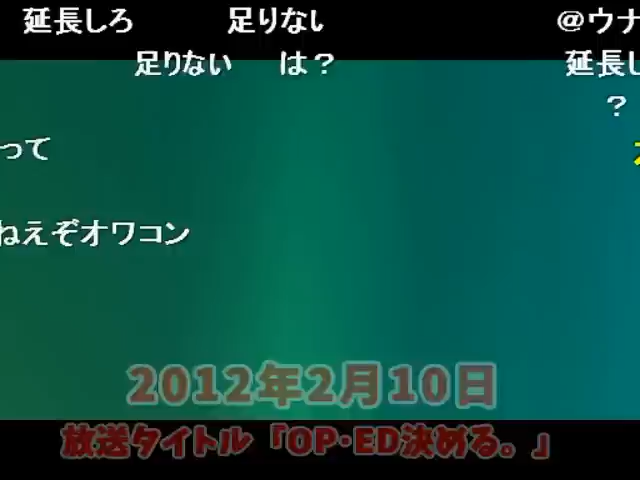 延長しろ 足りない @ウナ
足りない は？ 延長し
？
って
ねえぞオワコン
2012年2月10日
放送タイトル「OP・ED決める。」